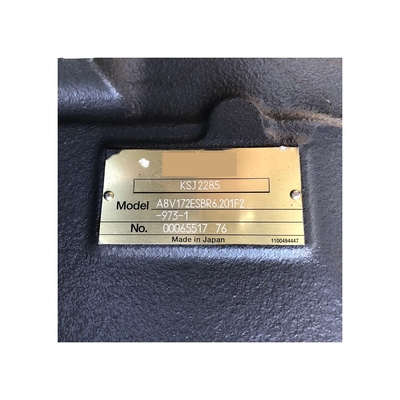 KSJ2285
Model A8V172ESBR6.201F2
-973-1
No. 00065517 76
Made in Japan 1100494447